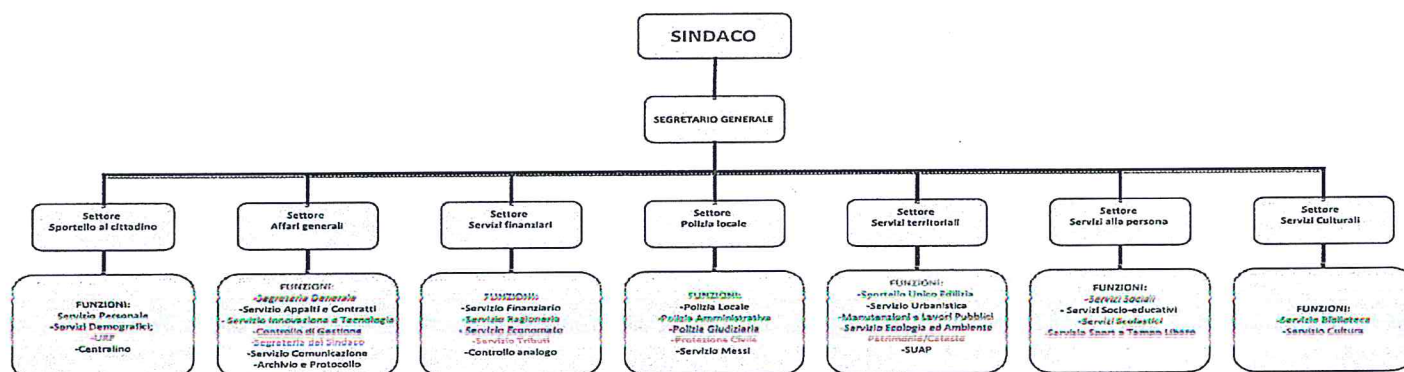 SINDACO
SEGRETARIO GENERALE
Settore
Sportello al cittadino
Settore
Affari generali
Settore
Servizi finanziari
Settore
Polizia locale
Settore
Servizi territoriali
Settore
Servizi alla persona
Settore
Servizi Culturali
FUNZIONI:
Servizio Personale
-Servizi Demografici;
-URP
-Centralino
FUNZIONI:
-Segreteria Generale
-Servizio Appalti e Contratti
-Servizio Innovazione e Tecnologia
-Controllo di Gestione
-Segreteria del Sindaco
-Servizio Comunicazione
-Archivio e Protocollo
FUNZIONI:
-Servizio Finanziario
-Servizio Ragioneria
- Servizio Economato
-Servizio Tributi
-Controllo analogo
FUNZIONI:
-Polizia Locale
-Polizia Amministrativa
-Polizia Giudiziaria
-Protezione Civile
-Servizio Messi
FUNZIONI:
-Sportello Unico Edilizia
-Servizio Urbanistica
-Manutenzioni e Lavori Pubblici
-Servizio Ecologia ed Ambiente
Patrimonio/Catasto
-SUAP
FUNZIONI:
-Servizi Sociali
- Servizi Socio-educativi
-Servizi Scolastici
-Servizio Sport e Tempo Libero
FUNZIONI:
-Servizio Biblioteca
-Servizio Cultura